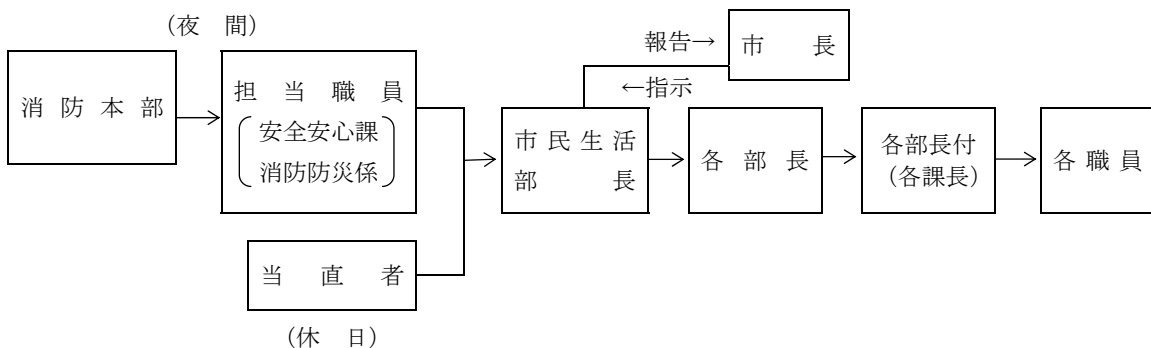 (夜 間)
消防本部
担当職員
安全安心課
消防防災係
当直者
(休 日)
報告→
市長
←指示
市民生活
部長
各部長
各部長付
(各課長)
各職員